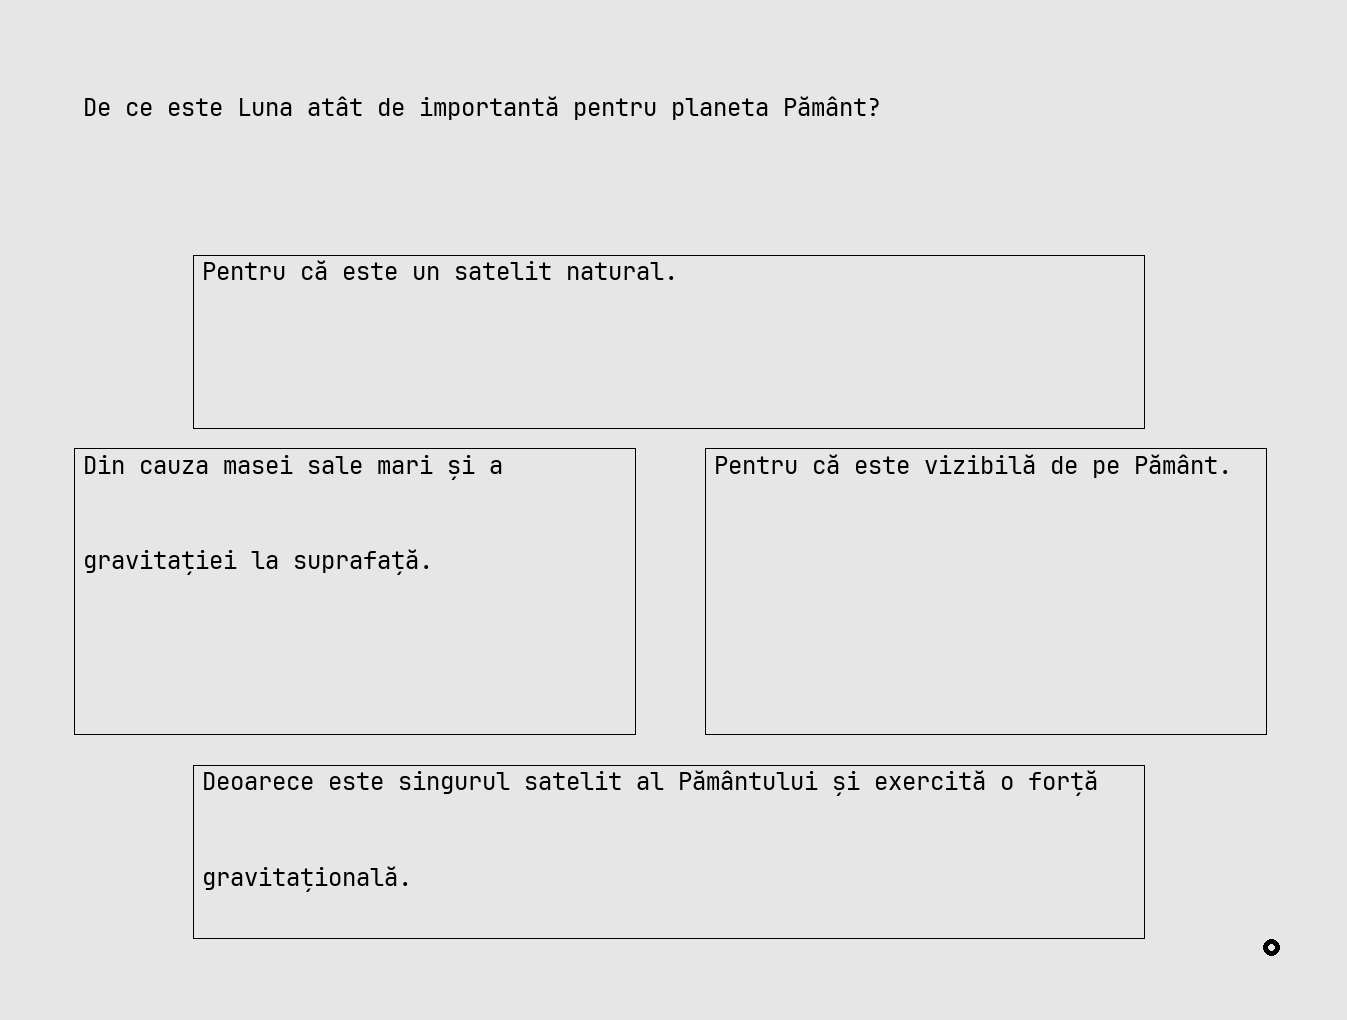 De ce este Luna atât de importantă pentru planeta Pământ?
Pentru că este un satelit natural.
Din cauza masei sale mari și a
gravitației la suprafață.
Pentru că este vizibilă de pe Pământ.
Deoarece este singurul satelit al Pământului și exercită o forță
gravitațională.